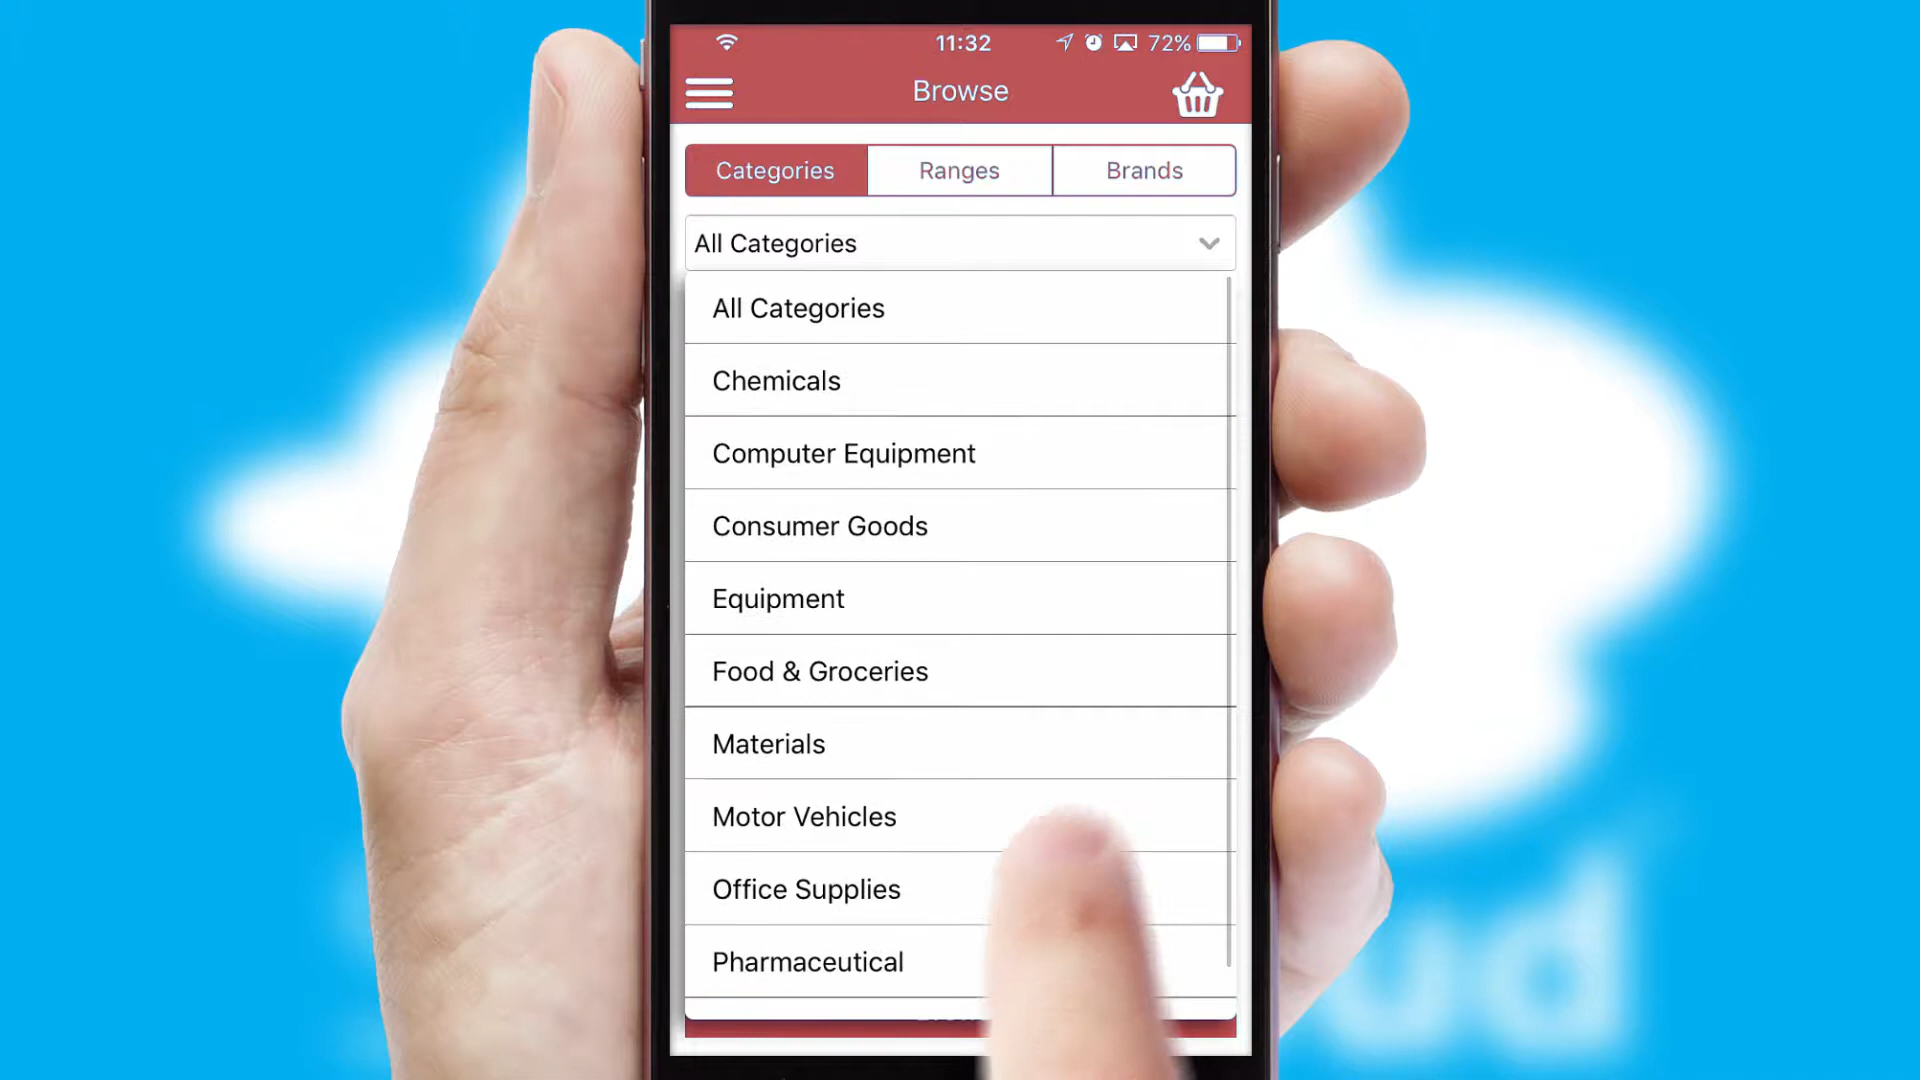 11:32 72%
Browse
Categories Ranges Brands
All Categories
All Categories
Chemicals
Computer Equipment
Consumer Goods
Equipment
Food & Groceries
Materials
Motor Vehicles
Office Supplies
Pharmaceutical